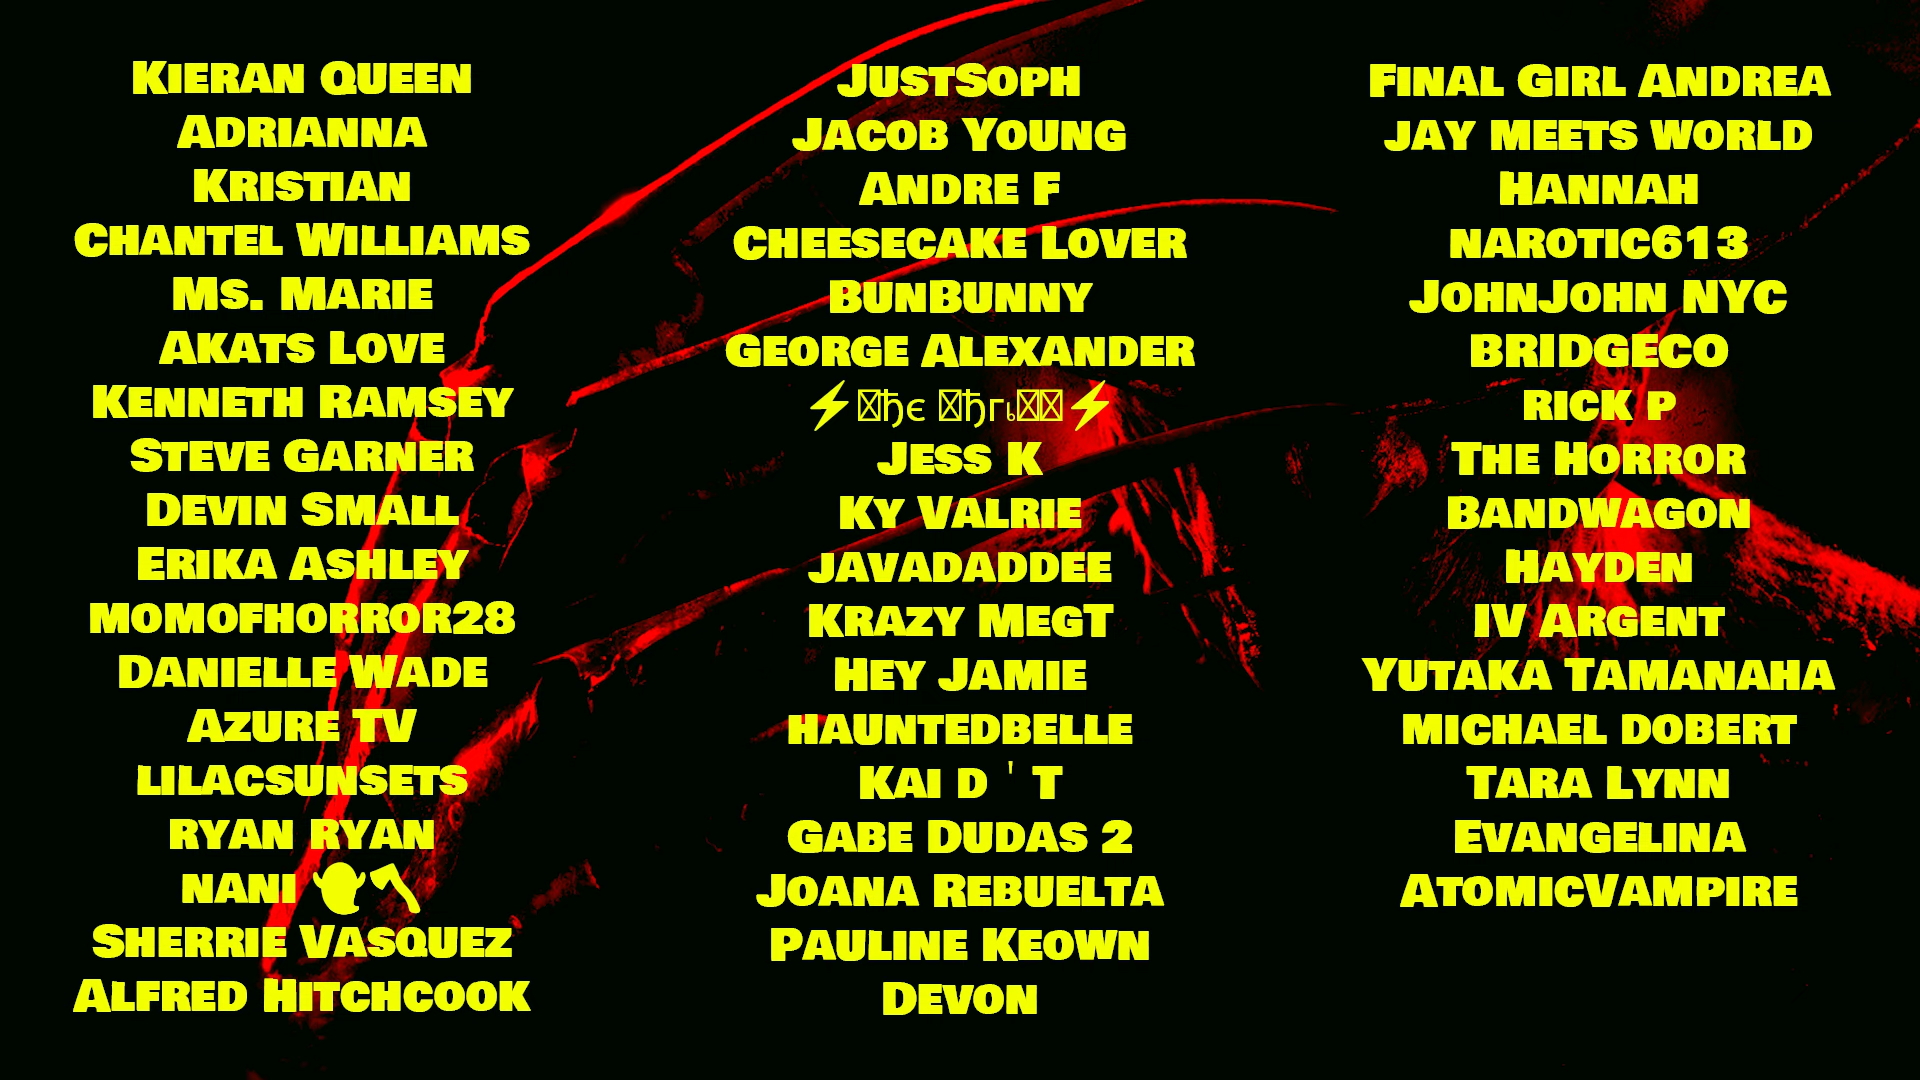 Kieran Queen
Adrianna
Kristian
Chantel Williams
Ms. Marie
Akats Love
Kenneth Ramsey
Steve Garner
Devin Small
Erika Ashley
momofhorror28
Danielle Wade
Azure TV
lilacsunsets
ryan ryan
nani 👻🪓
Sherrie Vasquez
Alfred Hitchcook
JustSoph
Jacob Young
Andre F
Cheesecake Lover
BunBunny
George Alexander
⚡ ⚡
Jess K
Ky Valrie
javadaddee
Krazy MegT
Hey Jamie
hauntedbelle
Kai d ' T
Gabe Dudas 2
Joana Rebuelta
Pauline Keown
Devon
Final Girl Andrea
jay meets world
Hannah
narotic613
JohnJohn NYC
BRIDGECO
rick p
The Horror
Bandwagon
Hayden
IV Argent
Yutaka Tamanaha
michael dobert
Tara Lynn
Evangelina
AtomicVampire